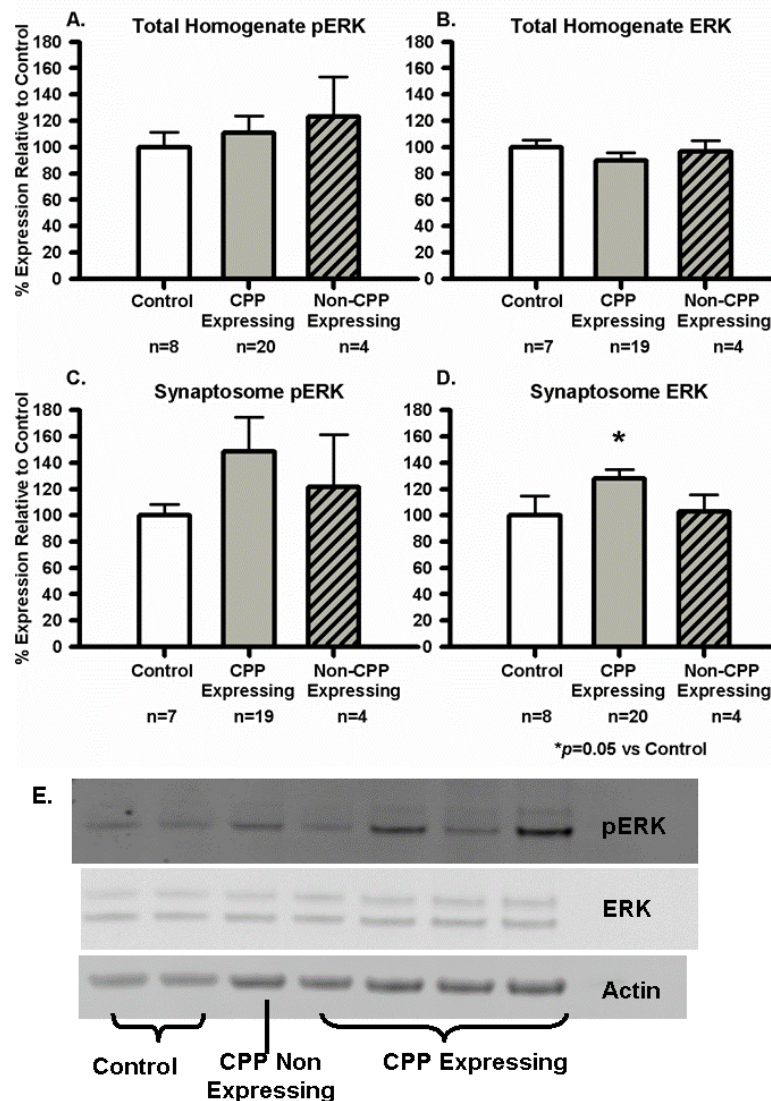 A.
Total Homogenate pERK
% Expression Relative to Control
180
160
140
120
100
80
60
40
20
0
Control
CPP Expressing
Non-CPP Expressing
n=8
n=20
n=4
B.
Total Homogenate ERK
180
160
140
120
100
80
60
40
20
0
Control
CPP Expressing
Non-CPP Expressing
n=7
n=19
n=4
C.
Synaptosome pERK
% Expression Relative to Control
180
160
140
120
100
80
60
40
20
0
Control
CPP Expressing
Non-CPP Expressing
n=7
n=19
n=4
D.
Synaptosome ERK
180
160
140
120
100
80
60
40
20
0
*
Control
CPP Expressing
Non-CPP Expressing
n=8
n=20
n=4
*p=0.05 vs Control
E.
pERK
ERK
Actin
Control
CPP Non
Expressing
CPP Expressing